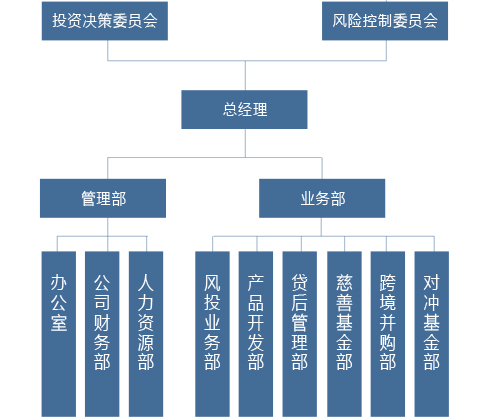 投资决策委员会
风险控制委员会
总经理
管理部
业务部
办公室
公司财务部
人力资源部
风投业务部
产品开发部
贷后管理部
慈善基金部
跨境并购部
对冲基金部